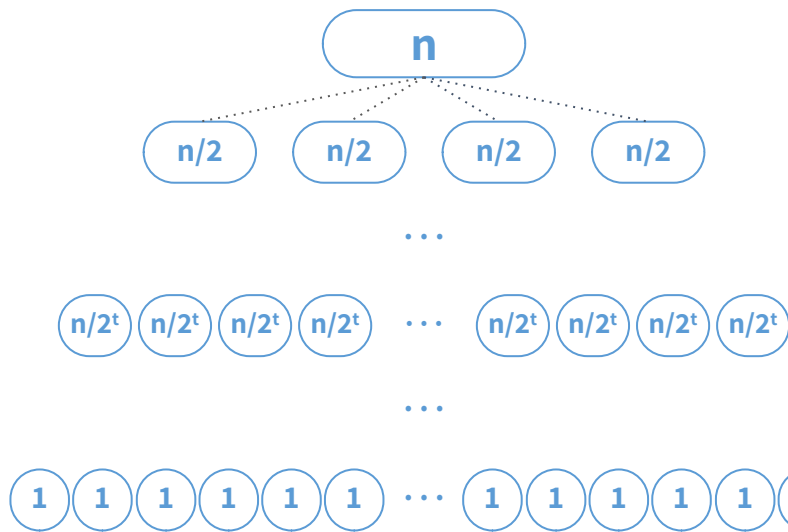 n
n/2 n/2 n/2 n/2
...
n/2ᵗ n/2ᵗ n/2ᵗ n/2ᵗ ... n/2ᵗ n/2ᵗ n/2ᵗ n/2ᵗ
...
1 1 1 1 1 1 ... 1 1 1 1 1